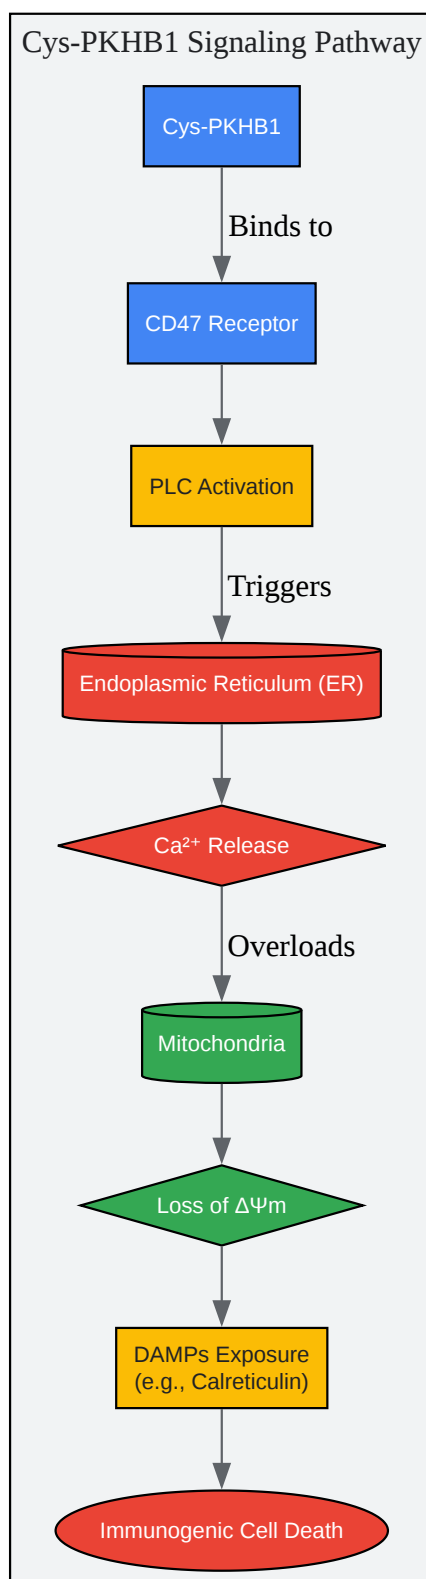 Cys-PKHB1 Signaling Pathway
Cys-PKHB1
Binds to
CD47 Receptor
PLC Activation
Triggers
Endoplasmic Reticulum (ER)
Ca²⁺ Release
Overloads
Mitochondria
Loss of ΔΨm
DAMPs Exposure
(e.g., Calreticulin)
Immunogenic Cell Death